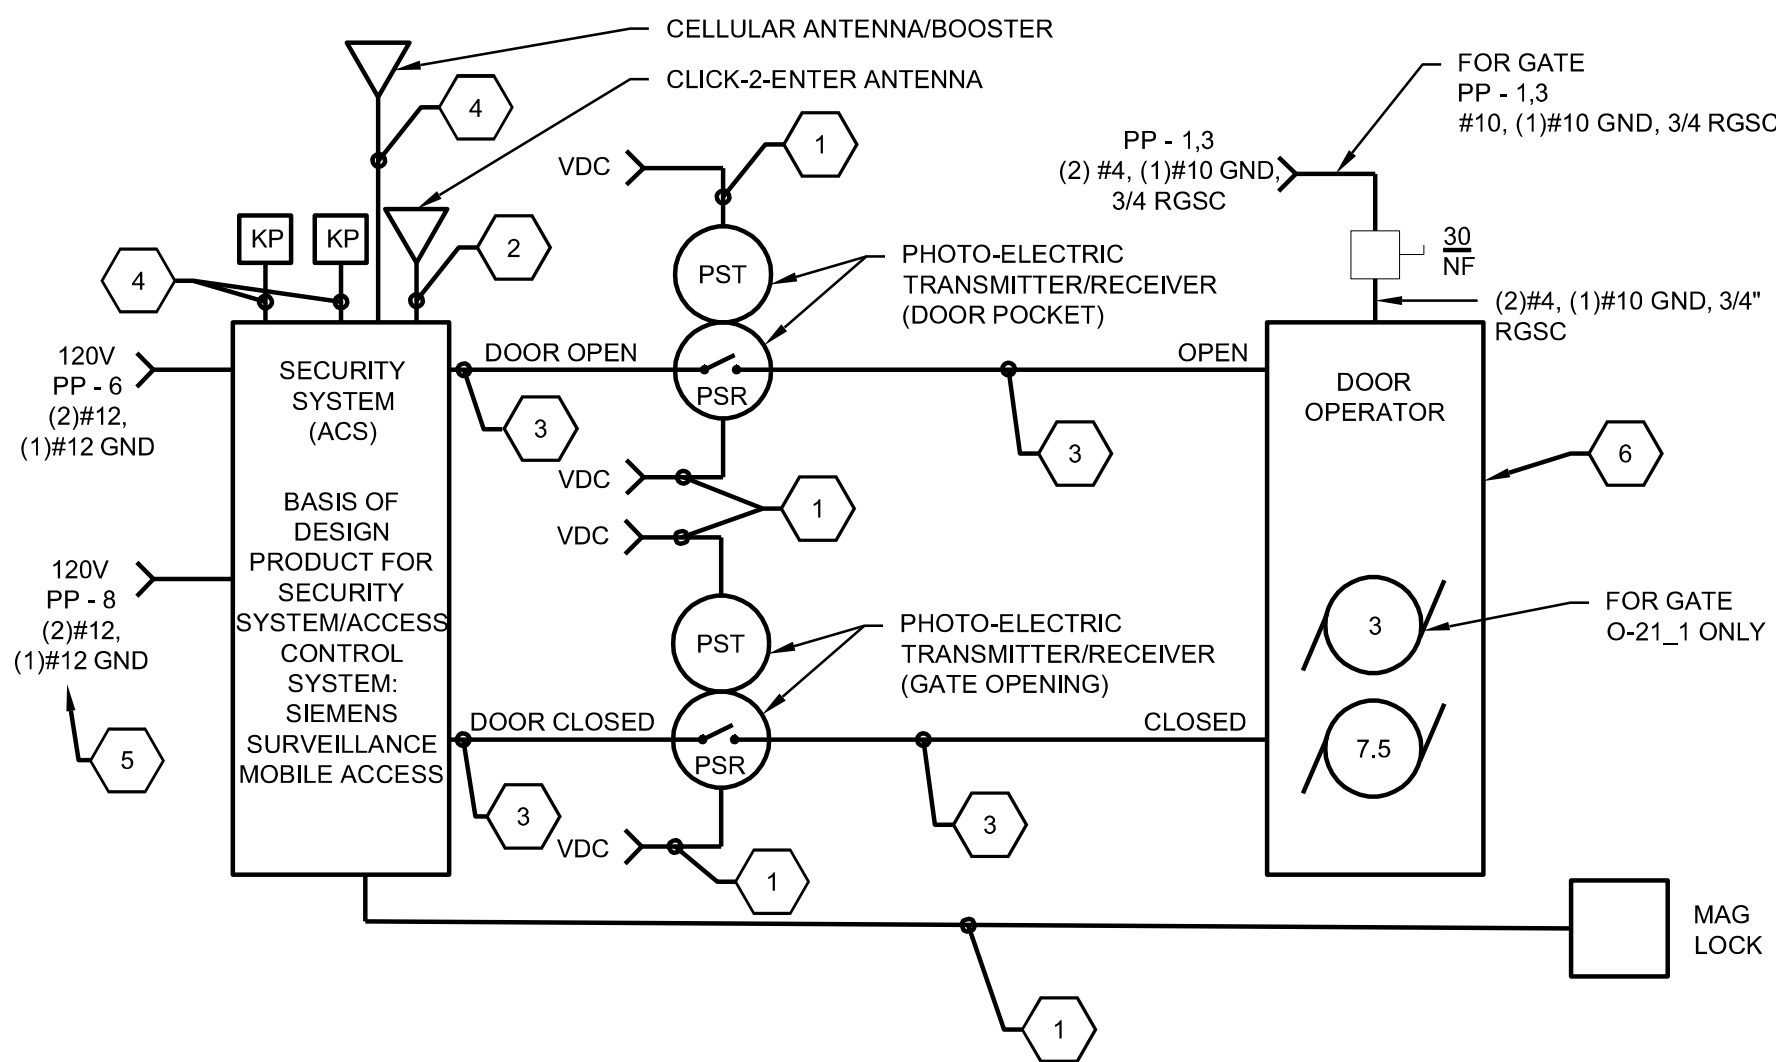 CELLULAR ANTENNA/BOOSTER
CLICK-2-ENTER ANTENNA
4
1
VDC
FOR GATE
PP - 1,3
#10, (1)#10 GND, 3/4 RGSC
PP - 1,3
(2) #4, (1)#10 GND,
3/4 RGSC
30
NF
(2)#4, (1)#10 GND, 3/4"
RGSC
KP
KP
2
4
PST
PHOTO-ELECTRIC
TRANSMITTER/RECEIVER
(DOOR POCKET)
120V
PP - 6
(2)#12,
(1)#12 GND
SECURITY
SYSTEM
(ACS)
DOOR OPEN
PSR
OPEN
DOOR
OPERATOR
3
3
6
VDC
1
VDC
BASIS OF
DESIGN
PRODUCT FOR
SECURITY
SYSTEM/ACCESS
CONTROL
SYSTEM:
SIEMENS
SURVEILLANCE
MOBILE ACCESS
120V
PP - 8
(2)#12,
(1)#12 GND
5
PST
PHOTO-ELECTRIC
TRANSMITTER/RECEIVER
(GATE OPENING)
3
FOR GATE
O-21_1 ONLY
DOOR CLOSED
PSR
CLOSED
7.5
3
3
VDC
1
MAG
LOCK
1